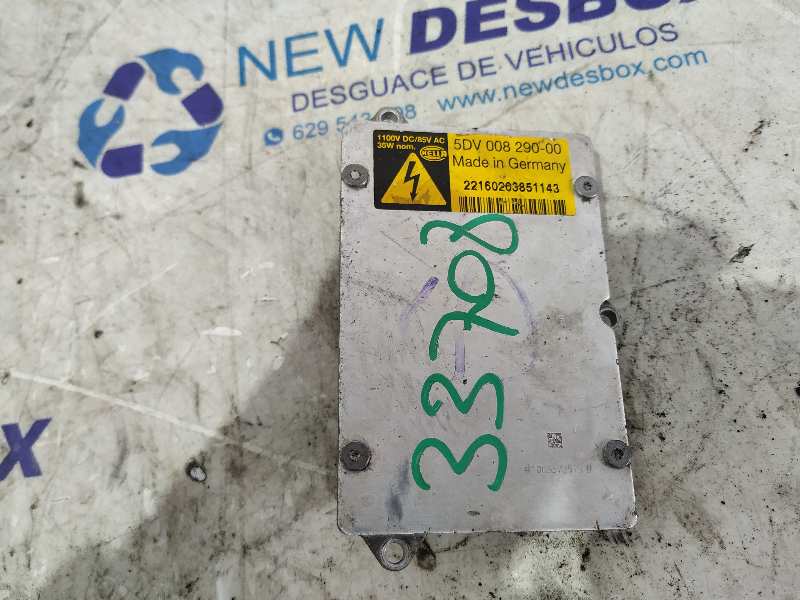 NEW DESBOX
DESGUACE DE VEHICULOS
www.newdesbox.com
1100V DC/85V AC
35W nom.
HELLA
5DV 008 290-00
Made in Germany
22160263851143
33708